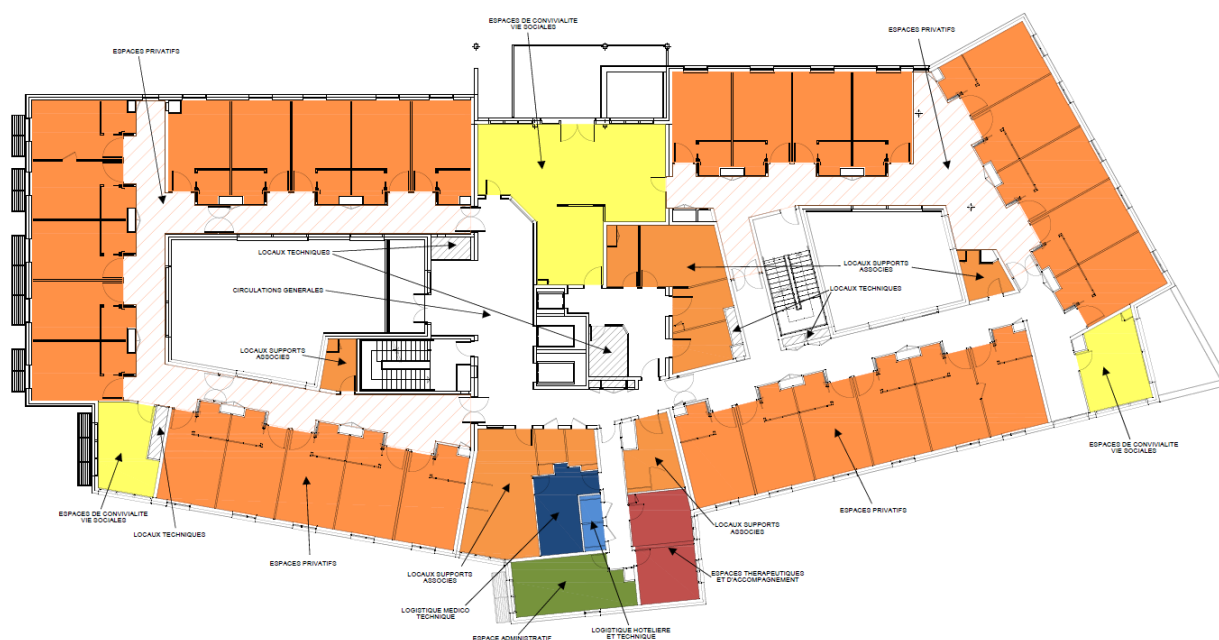 ESPACES DE CONVIVIALITE
VIE SOCIALES
ESPACES PRIVATIFS
ESPACES PRIVATIFS
LOCAUX TECHNIQUES
LOCAUX SUPPORTS
ASSOCIES
CIRCULATIONS GENERALES
LOCAUX TECHNIQUES
LOCAUX SUPPORTS
ASSOCIES
ESPACES DE CONVIVIALITE
VIE SOCIALES
ESPACES DE CONVIVIALITE
VIE SOCIALES
ESPACES PRIVATIFS
LOCAUX SUPPORTS
ASSOCIES
LOCAUX TECHNIQUES
ESPACES PRIVATIFS
LOCAUX SUPPORTS
ASSOCIES
ESPACES THERAPEUTIQUES
ET D'ACCOMPAGNEMENT
LOGISTIQUE MEDICO
TECHNIQUE
LOGISTIQUE HOTELIERE
ET TECHNIQUE
ESPACE ADMINISTRATIF